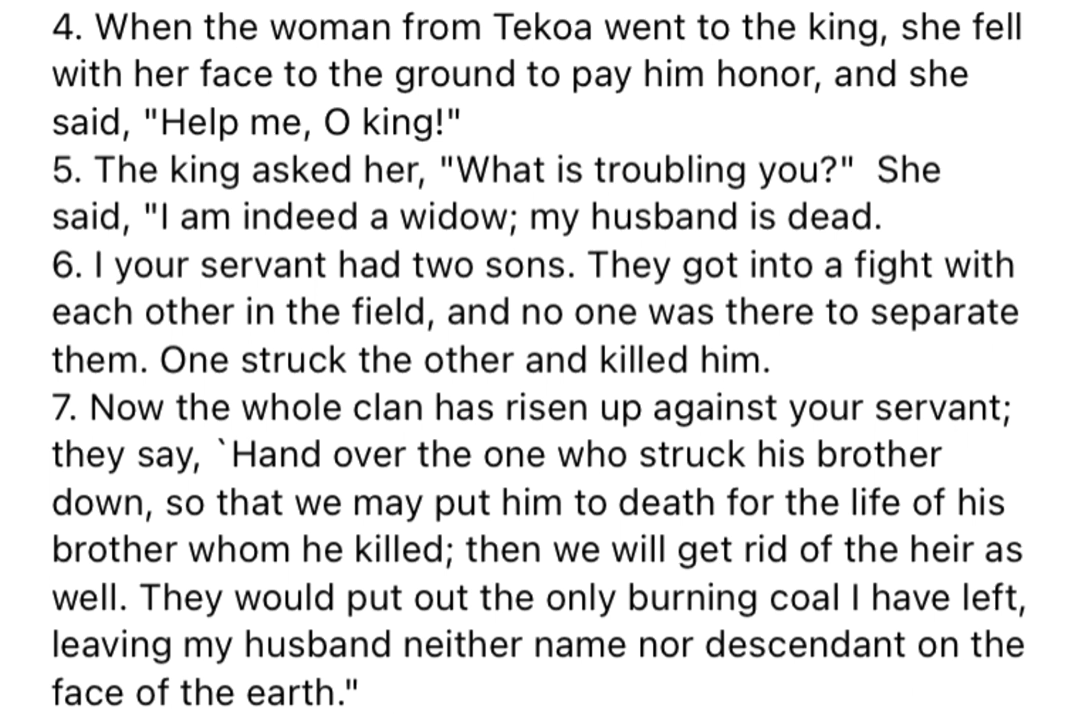 4. When the woman from Tekoa went to the king, she fell
with her face to the ground to pay him honor, and she
said, "Help me, O king!"
5. The king asked her, "What is troubling you?"  She
said, "I am indeed a widow; my husband is dead.
6. I your servant had two sons. They got into a fight with
each other in the field, and no one was there to separate
them. One struck the other and killed him.
7. Now the whole clan has risen up against your servant;
they say, `Hand over the one who struck his brother
down, so that we may put him to death for the life of his
brother whom he killed; then we will get rid of the heir as
well. They would put out the only burning coal I have left,
leaving my husband neither name nor descendant on the
face of the earth."